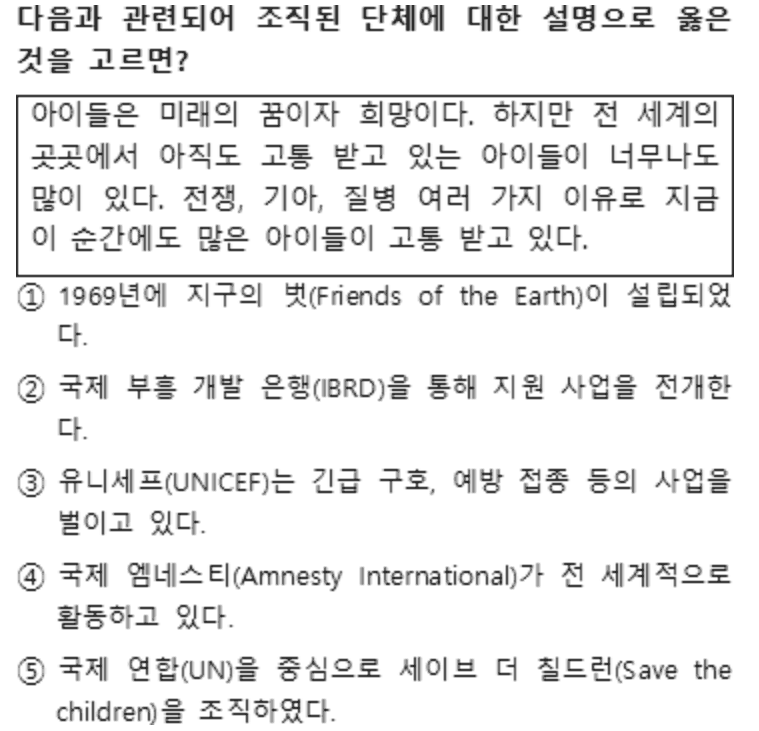 다음과 관련되어 조직된 단체에 대한 설명으로 옳은
것을 고르면?
아이들은 미래의 꿈이자 희망이다. 하지만 전 세계의
곳곳에서 아직도 고통 받고 있는 아이들이 너무나도
많이 있다. 전쟁, 기아, 질병 여러 가지 이유로 지금
이 순간에도 많은 아이들이 고통 받고 있다.
① 1969년에 지구의 벗(Friends of the Earth)이 설립되었
다.
② 국제 부흥 개발 은행(IBRD)을 통해 지원 사업을 전개한
다.
③ 유니세프(UNICEF)는 긴급 구호, 예방 접종 등의 사업을
벌이고 있다.
④ 국제 엠네스티(Amnesty International)가 전 세계적으로
활동하고 있다.
⑤ 국제 연합(UN)을 중심으로 세이브 더 칠드런(Save the
children)을 조직하였다.